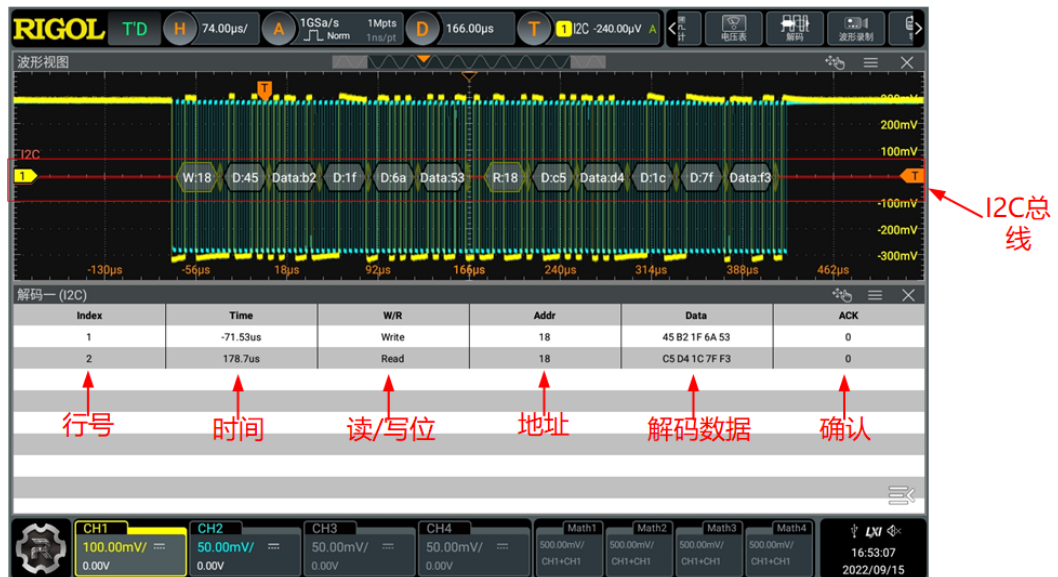 RIGOL T'D H 74.00μs/ A 1GSa/s Norm 1Mpts 1ns/pt D 166.00μs T 1 I2C -240.00μV A 计 电压表 解码 波形录制
波形视图
T
200mV
I2C
100mV
1 W:18 D:45 Data:b2 D:1f D:6a Data:53 R:18 D:c5 Data:d4 D:1c D:7f Data:f3 T
-100mV
I2C总
线
-200mV
-300mV
-130μs -56μs 18μs 92μs 166μs 240μs 314μs 388μs 462μs
解码一 (I2C)
Index Time W/R Addr Data ACK
1 -71.53us Write 18 45 B2 1F 6A 53 0
2 178.7us Read 18 C5 D4 1C 7F F3 0
行号 时间 读/写位 地址 解码数据 确认
CH1 CH2 CH3 CH4 Math1 Math2 Math3 Math4 LXI
100.00mV/ 50.00mV/ 50.00mV/ 50.00mV/ 500.00mV/ 500.00mV/ 500.00mV/ 500.00mV/ 16:53:07
0.00V 0.00V 0.00V 0.00V CH1+CH1 CH1+CH1 CH1+CH1 CH1+CH1 2022/09/15